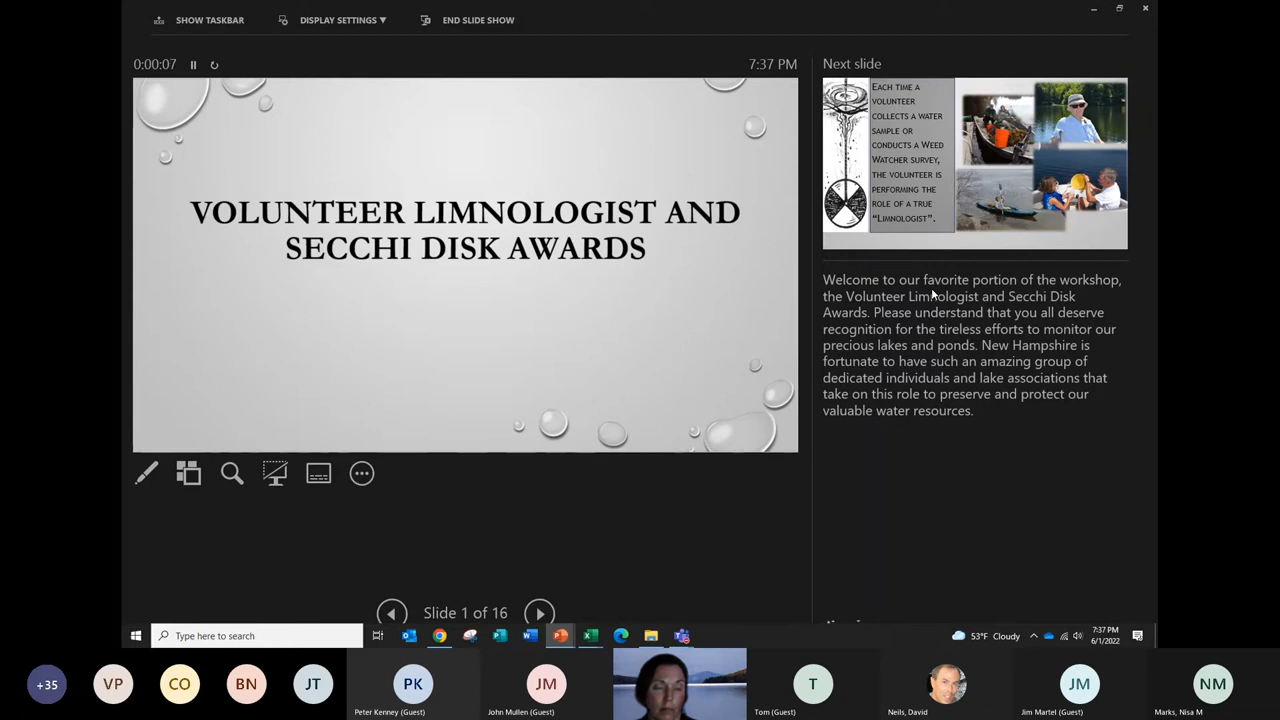 SHOW TASKBAR
DISPLAY SETTINGS ▼
END SLIDE SHOW
0:00:07
7:37 PM
Next slide
VOLUNTEER LIMNOLOGIST AND
SECCHI DISK AWARDS
EACH TIME A
VOLUNTEER
COLLECTS A WATER
SAMPLE OR
CONDUCTS A WEED
WATCHER SURVEY,
THE VOLUNTEER IS
PERFORMING THE
ROLE OF A TRUE
“LIMNOLOGIST”.
Welcome to our favorite portion of the workshop,
the Volunteer Limnologist and Secchi Disk
Awards. Please understand that you all deserve
recognition for the tireless efforts to monitor our
precious lakes and ponds. New Hampshire is
fortunate to have such an amazing group of
dedicated individuals and lake associations that
take on this role to preserve and protect our
valuable water resources.
Slide 1 of 16
Type here to search
53°F Cloudy
7:37 PM
6/1/2022
+35
VP
CO
BN
JT
PK
JM
T
JM
NM
Peter Kenney (Guest)
John Mullen (Guest)
Tom (Guest)
Neils, David
Jim Martel (Guest)
Marks, Nisa M